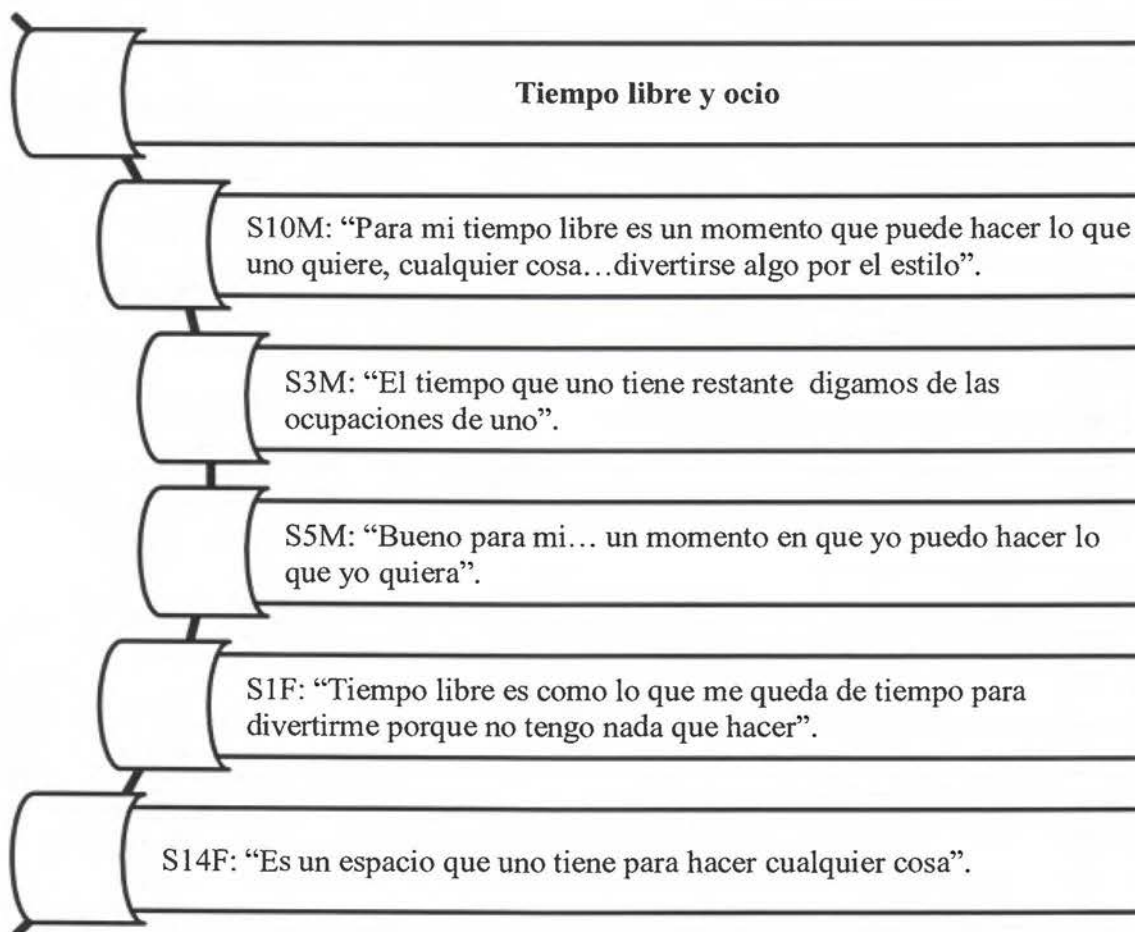 Tiempo libre y ocio
S10M: “Para mi tiempo libre es un momento que puede hacer lo que
uno quiere, cualquier cosa…divertirse algo por el estilo”.
S3M: “El tiempo que uno tiene restante digamos de las
ocupaciones de uno”.
S5M: “Bueno para mi… un momento en que yo puedo hacer lo
que yo quiera”.
S1F: “Tiempo libre es como lo que me queda de tiempo para
divertirme porque no tengo nada que hacer”.
S14F: “Es un espacio que uno tiene para hacer cualquier cosa”.